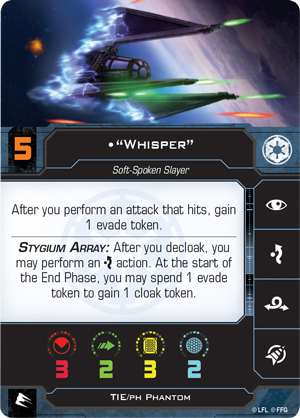 5
•"Whisper"
Soft-Spoken Slayer
After you perform an attack that hits, gain
1 evade token.
Stygium Array: After you decloak, you
may perform an action. At the start of
the End Phase, you may spend 1 evade
token to gain 1 cloak token.
3 2 3 2
TIE/ph Phantom
© LFL © FFG